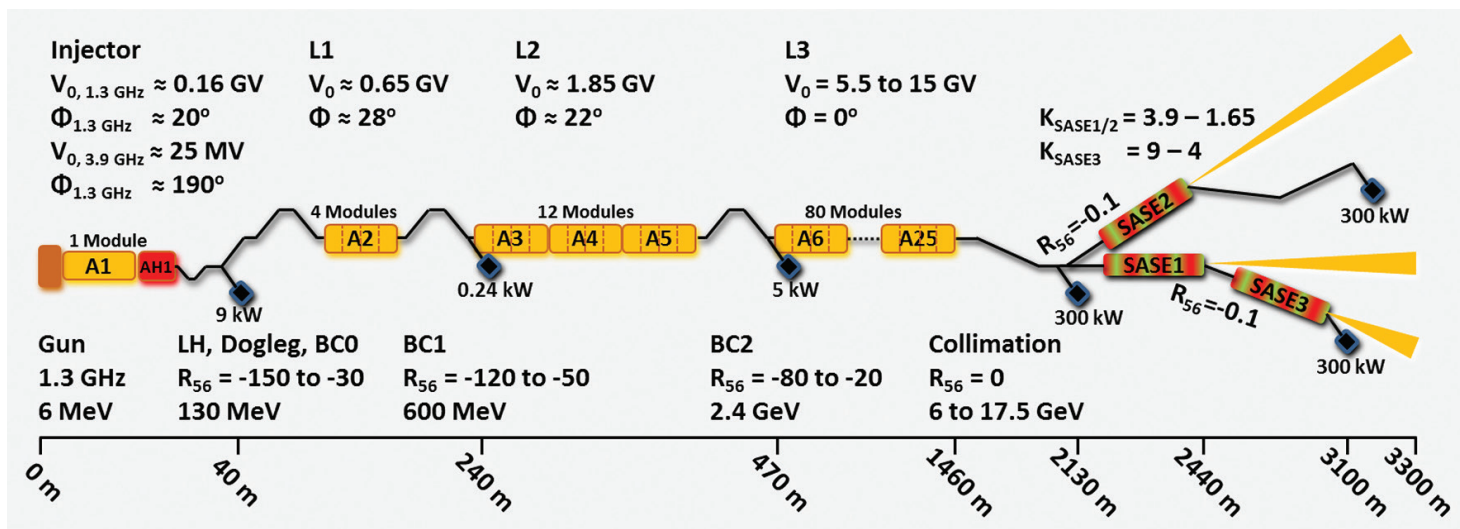 Injector
V0, 1.3 GHz ≈ 0.16 GV
Φ1.3 GHz ≈ 20º
V0, 3.9 GHz ≈ 25 MV
Φ1.3 GHz ≈ 190º
L1
V0 ≈ 0.65 GV
Φ ≈ 28º
L2
V0 ≈ 1.85 GV
Φ ≈ 22º
L3
V0 = 5.5 to 15 GV
Φ = 0º
KSASE1/2 = 3.9 – 1.65
KSASE3 = 9 – 4
1 Module
4 Modules
12 Modules
80 Modules
A1
AH1
A2
A3
A4
A5
A6
A25
R56=-0.1
SASE2
SASE1
R56=-0.1
SASE3
9 kW
0.24 kW
5 kW
300 kW
300 kW
300 kW
Gun
1.3 GHz
6 MeV
LH, Dogleg, BC0
R56 = -150 to -30
130 MeV
BC1
R56 = -120 to -50
600 MeV
BC2
R56 = -80 to -20
2.4 GeV
Collimation
R56 = 0
6 to 17.5 GeV
0 m
40 m
240 m
470 m
1460 m
2130 m
2440 m
3100 m
3300 m